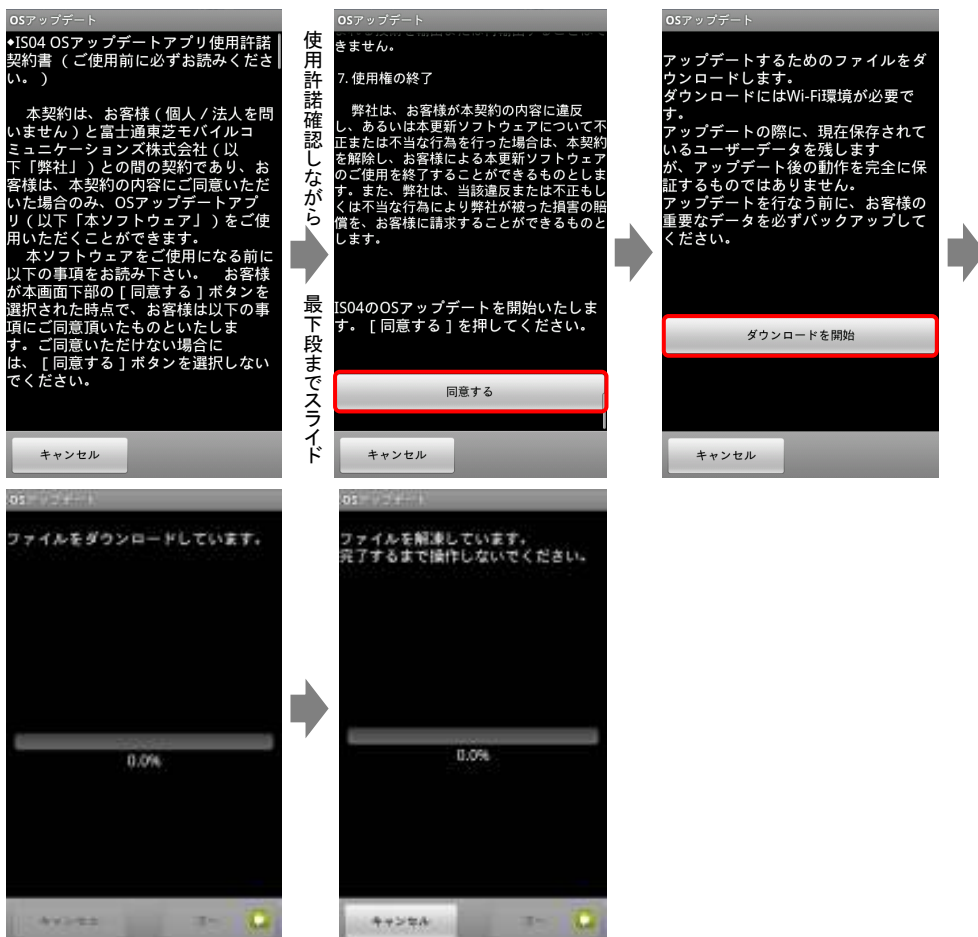 OSアップデート
◆IS04 OSアップデートアプリ使用許諾
契約書 ( ご使用前に必ずお読みくださ
い。 )
本契約は、お客様 ( 個人 / 法人を問
いません ) と富士通東芝モバイルコ
ミュニケーションズ株式会社 ( 以
下「弊社」) との間の契約であり、お
客様は、本契約の内容にご同意いただ
いた場合のみ、OSアップデートアプ
リ ( 以下「本ソフトウェア」 ) をご使
用いただくことができます。
本ソフトウェアをご使用になる前に
以下の事項をお読み下さい。 お客様
が本画面下部の [ 同意する ] ボタンを
選択された時点で、お客様は以下の事
項にご同意頂いたものといたしま
す。ご同意いただけない場合に
は、 [ 同意する ] ボタンを選択しない
でください。
キャンセル
使用許諾確認しながら 最下段までスライド
OSアップデート
きません。
7. 使用権の終了
弊社は、お客様が本契約の内容に違反
し、あるいは本更新ソフトウェアについて不
正または不当な行為を行った場合は、本契約
を解除し、お客様による本更新ソフトウェア
のご使用を終了することができるものとしま
す。また、弊社は、当該違反または不正もし
くは不当な行為により弊社が被った損害の賠
償を、お客様に請求することができるものと
します。
IS04のOSアップデートを開始いたしま
す。 [ 同意する ] を押してください。
同意する
キャンセル
OSアップデート
アップデートするためのファイルをダ
ウンロードします。
ダウンロードにはWi-Fi環境が必要で
す。
アップデートの際に、現在保存されて
いるユーザーデータを残します
が、アップデート後の動作を完全に保
証するものではありません。
アップデートを行なう前に、お客様の
重要なデータを必ずバックアップして
ください。
ダウンロードを開始
キャンセル
OSアップデート
ファイルをダウンロードしています。
0.0%
キャンセル
OSアップデート
ファイルを解凍しています。
完了するまで操作しないでください。
0.0%
キャンセル